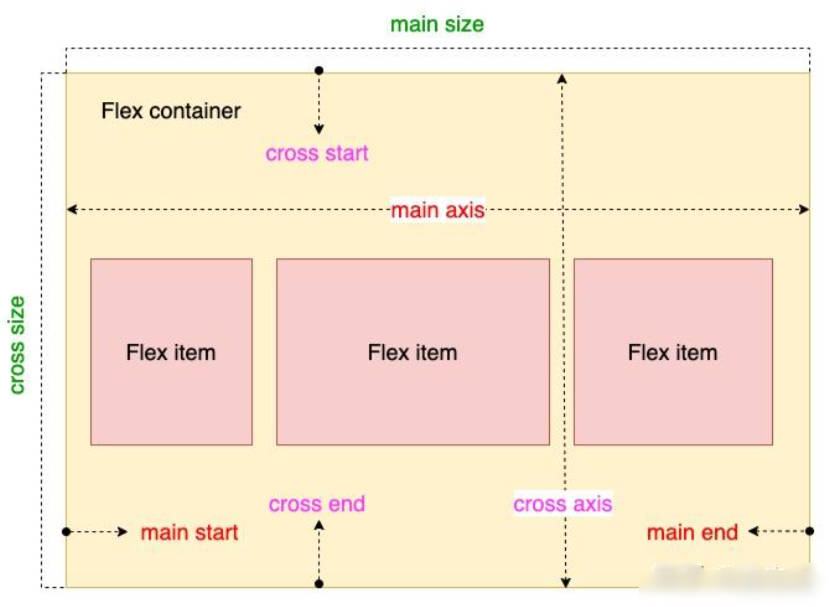 main size
Flex container
cross start
main axis
cross size
Flex item
Flex item
Flex item
cross end
cross axis
main start
main end